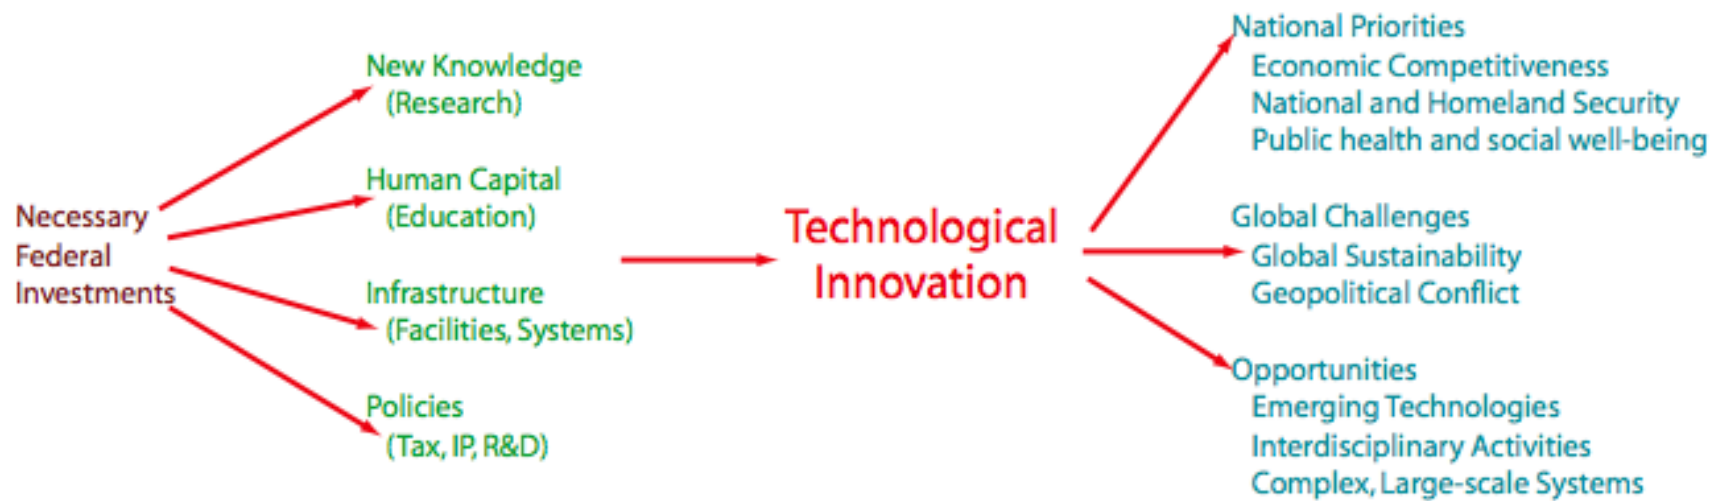 Necessary
Federal
Investments
New Knowledge
(Research)
Human Capital
(Education)
Infrastructure
(Facilities, Systems)
Policies
(Tax, IP, R&D)
Technological
Innovation
National Priorities
Economic Competitiveness
National and Homeland Security
Public health and social well-being
Global Challenges
Global Sustainability
Geopolitical Conflict
Opportunities
Emerging Technologies
Interdisciplinary Activities
Complex, Large-scale Systems